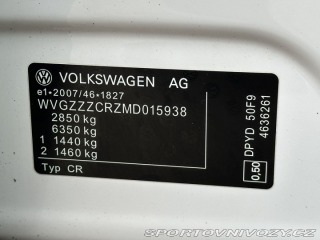 VOLKSWAGEN AG
e1*2007/46*1827
WVGZZZCRZMD015938
2850 kg
6350 kg
1 1440 kg
2 1460 kg
Typ CR
DPYD 50F9
4636261
0,50
SPORTOVNIVOZY.CZ